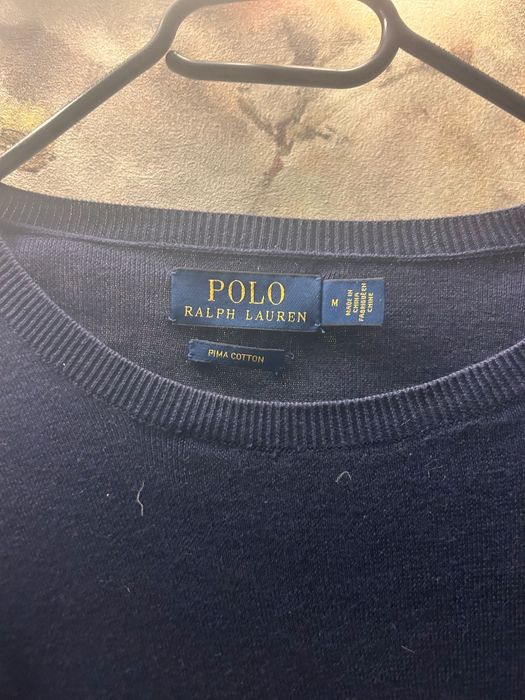 POLO
RALPH LAUREN
M
MADE IN
CHINA
FABRIQUÉ EN
CHINE
PIMA COTTON